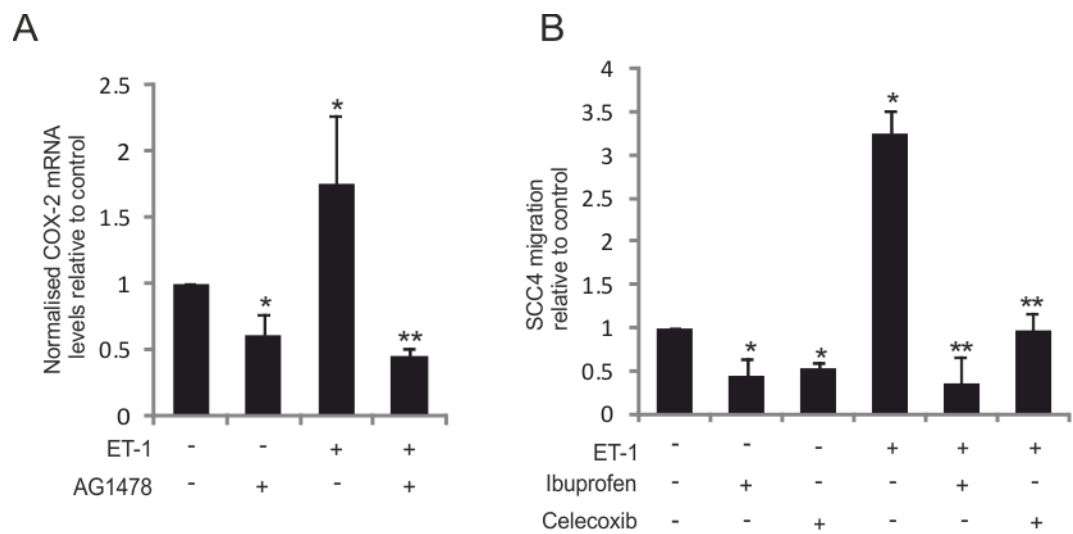 A
Normalised COX-2 mRNA
levels relative to control
2.5
2
1.5
1
0.5
0
*
*
**
ET-1 - - + +
AG1478 - + - +
B
SCC4 migration
relative to control
4
3.5
3
2.5
2
1.5
1
0.5
0
*
*
*
**
**
ET-1 - - - + + +
Ibuprofen - + - - + -
Celecoxib - - + - - +